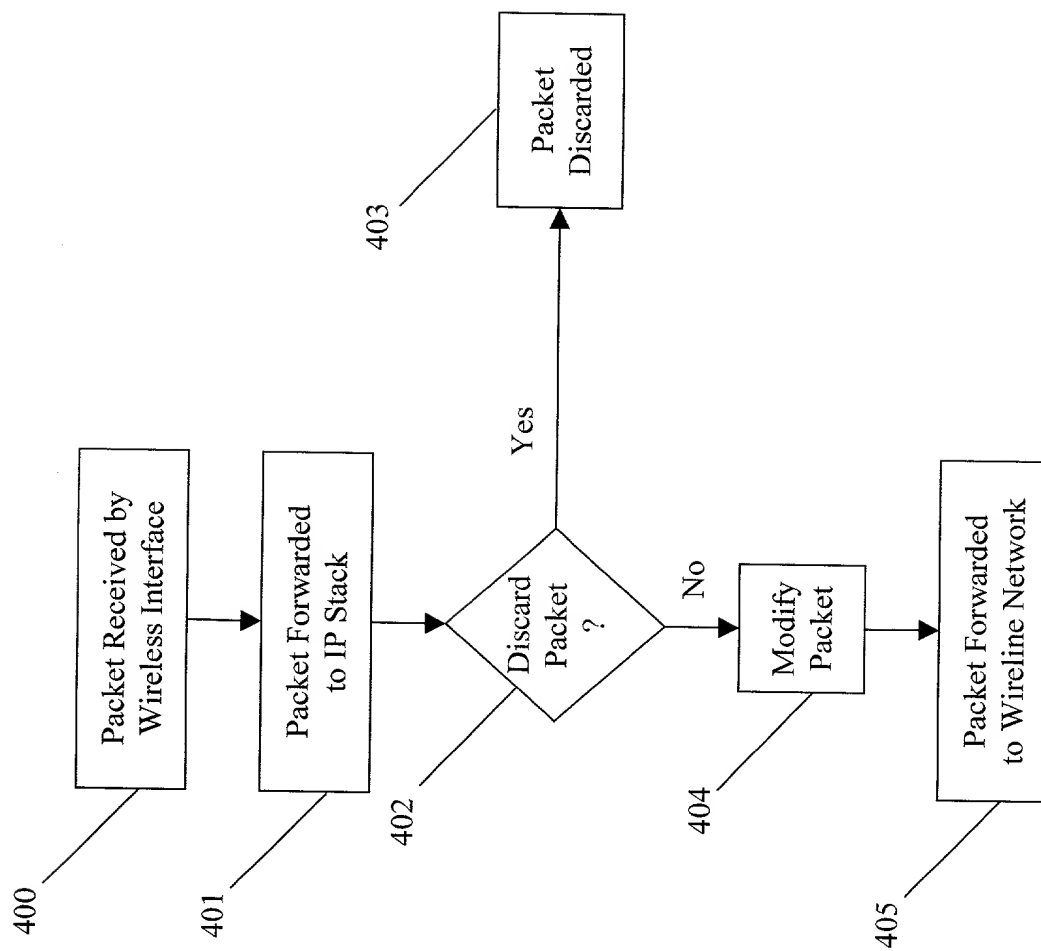 400
Packet Received by
Wireless Interface
401
Packet Forwarded
to IP Stack
402
Discard
Packet
?
Yes
403
Packet
Discarded
No
404
Modify
Packet
405
Packet Forwarded
to Wireline Network